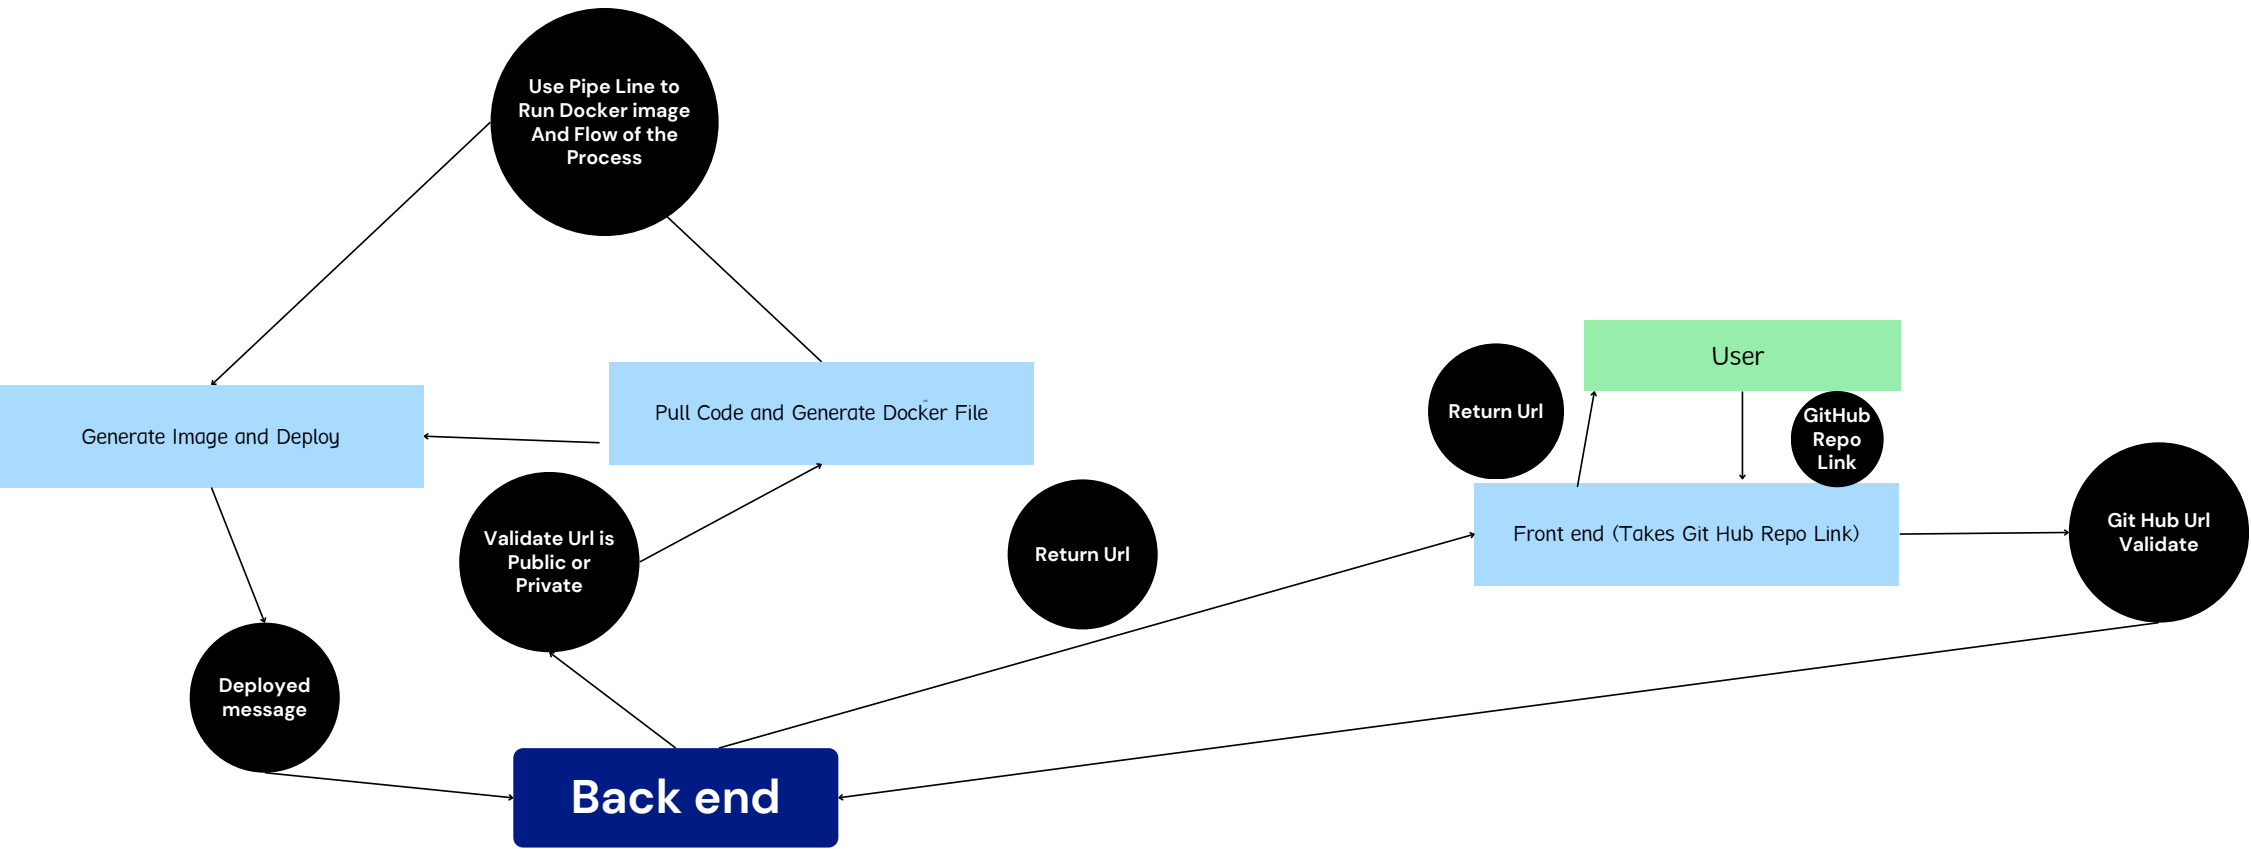 Use Pipe Line to
Run Docker image
And Flow of the
Process
User
Return Url
GitHub
Repo
Link
Pull Code and Generate Docker File
Generate Image and Deploy
Front end (Takes Git Hub Repo Link)
Git Hub Url
Validate
Validate Url is
Public or
Private
Return Url
Deployed
message
Back end